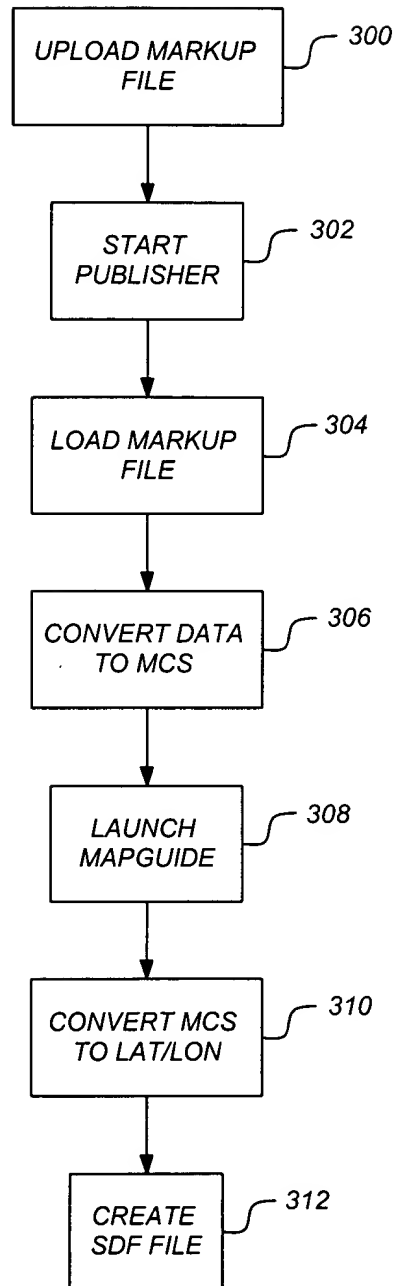 UPLOAD MARKUP
FILE
300
START
PUBLISHER
302
LOAD MARKUP
FILE
304
CONVERT DATA
TO MCS
306
LAUNCH
MAPGUIDE
308
CONVERT MCS
TO LAT/LON
310
CREATE
SDF FILE
312